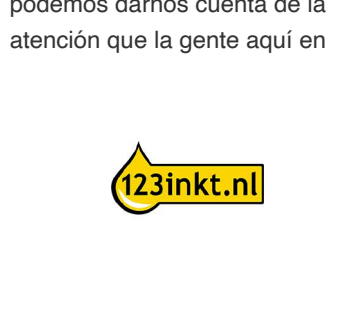 podemos darnos cuenta de la
atención que la gente aquí en
123inkt.nl